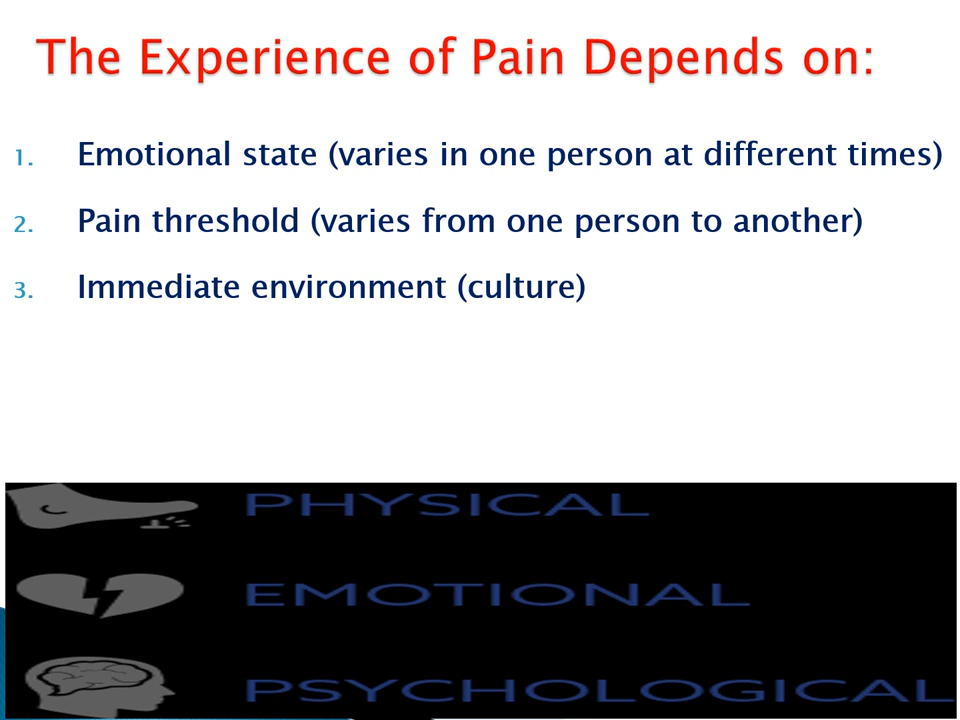 The Experience of Pain Depends on:
1. Emotional state (varies in one person at different times)
2. Pain threshold (varies from one person to another)
3. Immediate environment (culture)
PHYSICAL
EMOTIONAL
PSYCHOLOGICAL